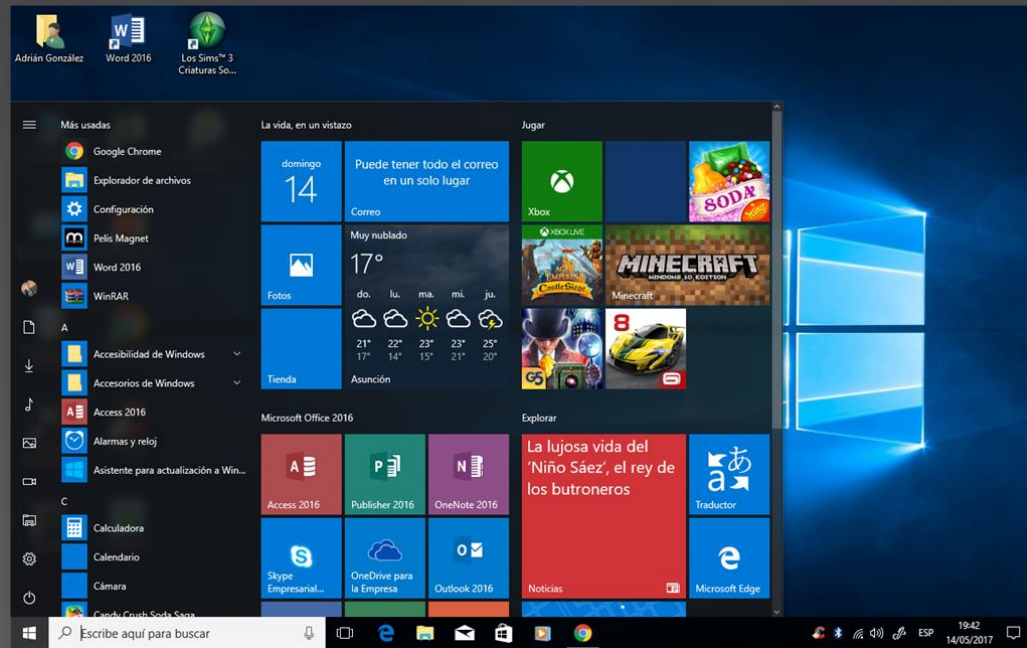 Adrián González
Word 2016
Los Sims™ 3
Criaturas So...
Más usadas
Google Chrome
Explorador de archivos
Configuración
Pelis Magnet
Word 2016
WinRAR
A
Accesibilidad de Windows
Accesorios de Windows
Access 2016
Alarmas y reloj
Asistente para actualización a Win...
C
Calculadora
Calendario
Cámara
Candy Crush Soda Saga
La vida, en un vistazo
domingo
14
Puede tener todo el correo
en un solo lugar
Correo
Fotos
Muy nublado
17°
do. lu. ma. mi. ju.
21° 22° 23° 23° 25°
17° 14° 15° 21° 20°
Asunción
Tienda
Jugar
Xbox
SODA
King
XBOX LIVE
AGE OF
EMPIRES
Castle Siege
MINECRAFT
WINDOWS 10 EDITION
Minecraft
G5
8
Microsoft Office 2016
Access 2016
Publisher 2016
OneNote 2016
Skype
Empresarial...
OneDrive para
la Empresa
Outlook 2016
Explorar
La lujosa vida del
'Niño Sáez', el rey de
los butroneros
Noticias
Traductor
Microsoft Edge
Escribe aquí para buscar
ESP
19:42
14/05/2017